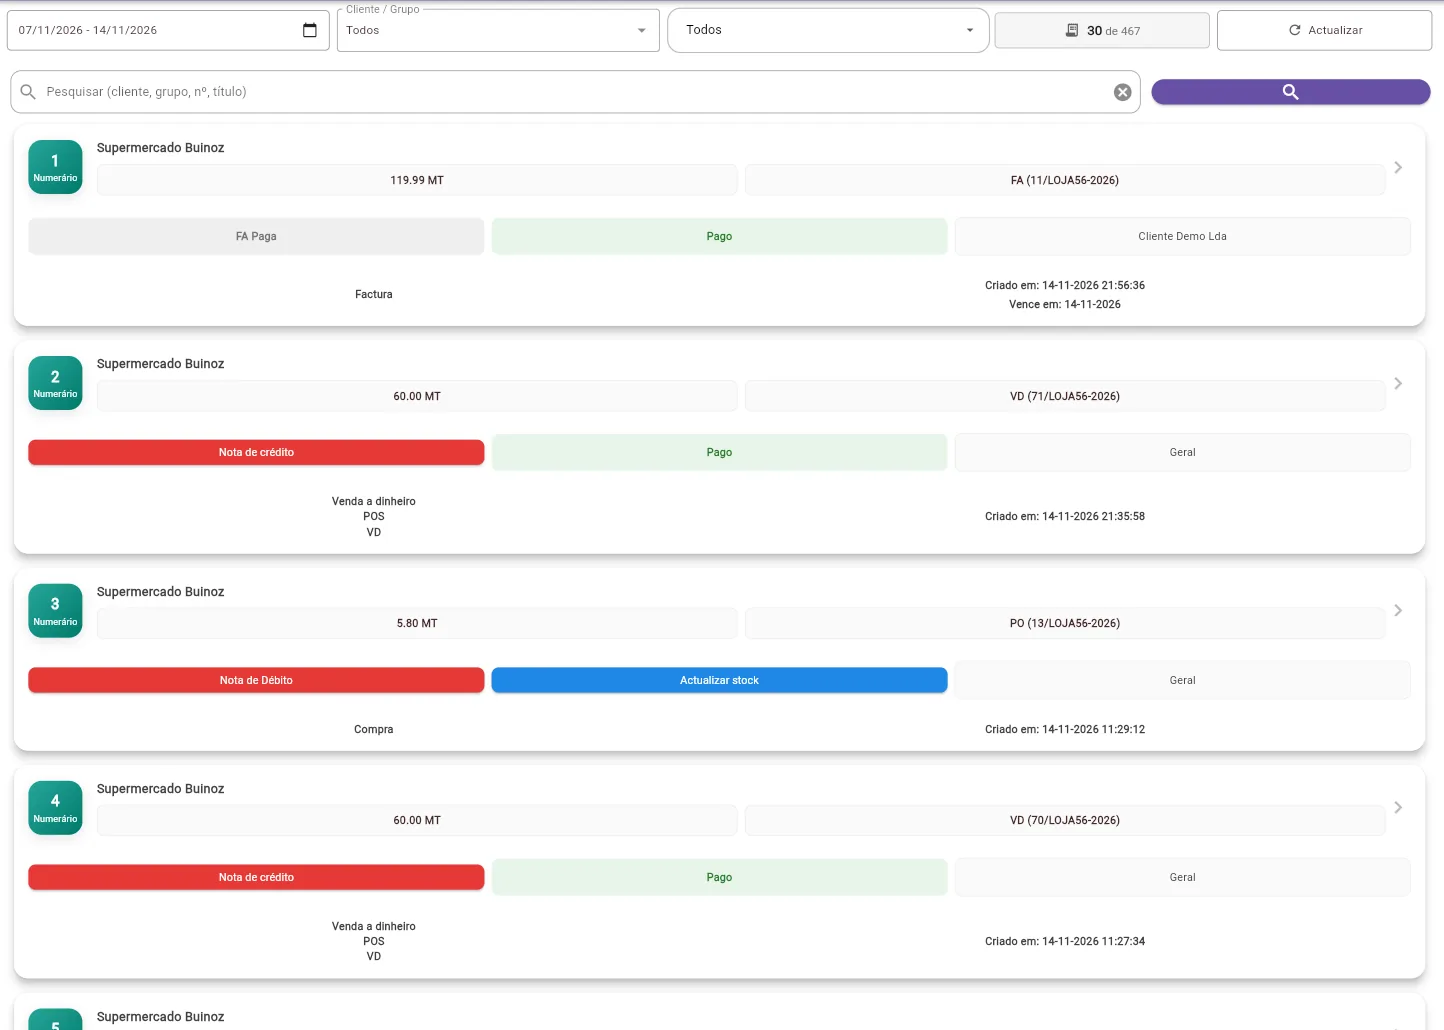 07/11/2026 - 14/11/2026
Cliente / Grupo
Todos
Todos
30 de 467
Actualizar
Pesquisar (cliente, grupo, nº, título)
1
Numerário
Supermercado Buinoz
119.99 MT
FA (11/LOJA56-2026)
FA Paga
Pago
Cliente Demo Lda
Factura
Criado em: 14-11-2026 21:56:36
Vence em: 14-11-2026
2
Numerário
Supermercado Buinoz
60.00 MT
VD (71/LOJA56-2026)
Nota de crédito
Pago
Geral
Venda a dinheiro
POS
VD
Criado em: 14-11-2026 21:35:58
3
Numerário
Supermercado Buinoz
5.80 MT
PO (13/LOJA56-2026)
Nota de Débito
Actualizar stock
Geral
Compra
Criado em: 14-11-2026 11:29:12
4
Numerário
Supermercado Buinoz
60.00 MT
VD (70/LOJA56-2026)
Nota de crédito
Pago
Geral
Venda a dinheiro
POS
VD
Criado em: 14-11-2026 11:27:34
5
Supermercado Buinoz